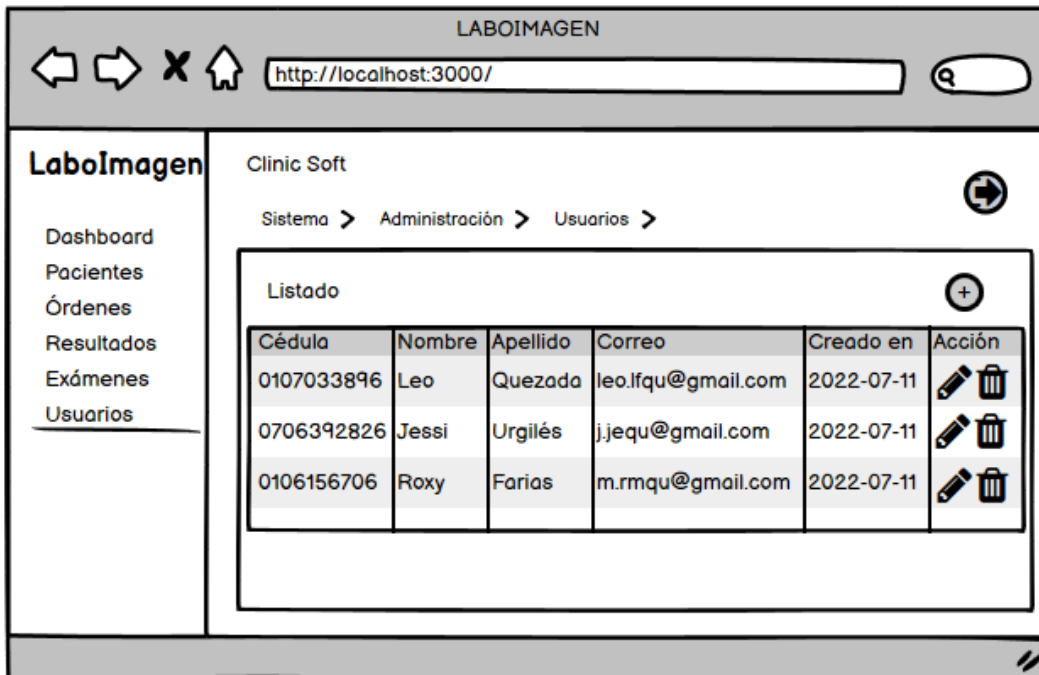 LABOIMAGEN
http://localhost:3000/
LaboImagen
Dashboard
Pacientes
Órdenes
Resultados
Exámenes
Usuarios
Clinic Soft
Sistema > Administración > Usuarios >
Listado
+
Cédula Nombre Apellido Correo Creado en Acción
0107033896 Leo Quezada leo.lfqu@gmail.com 2022-07-11
0706392826 Jessi Urgilés j.jequ@gmail.com 2022-07-11
0106156706 Roxy Farias m.rmqu@gmail.com 2022-07-11